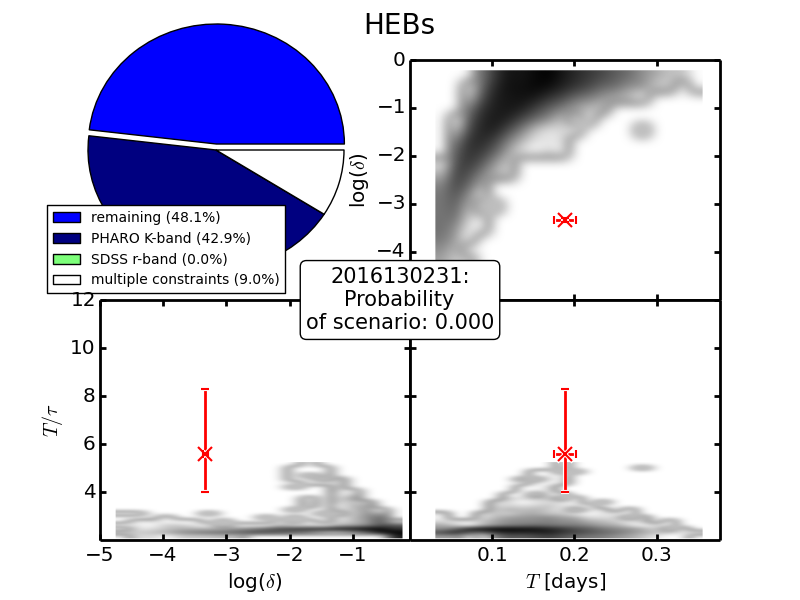 HEBs
0
−1
−2
−3
−4
log(δ)
remaining (48.1%)
PHARO K-band (42.9%)
SDSS r-band (0.0%)
multiple constraints (9.0%)
2016130231:
Probability
of scenario: 0.000
12
10
8
6
4
T/τ
−5 −4 −3 −2 −1
log(δ)
0.1 0.2 0.3
T [days]